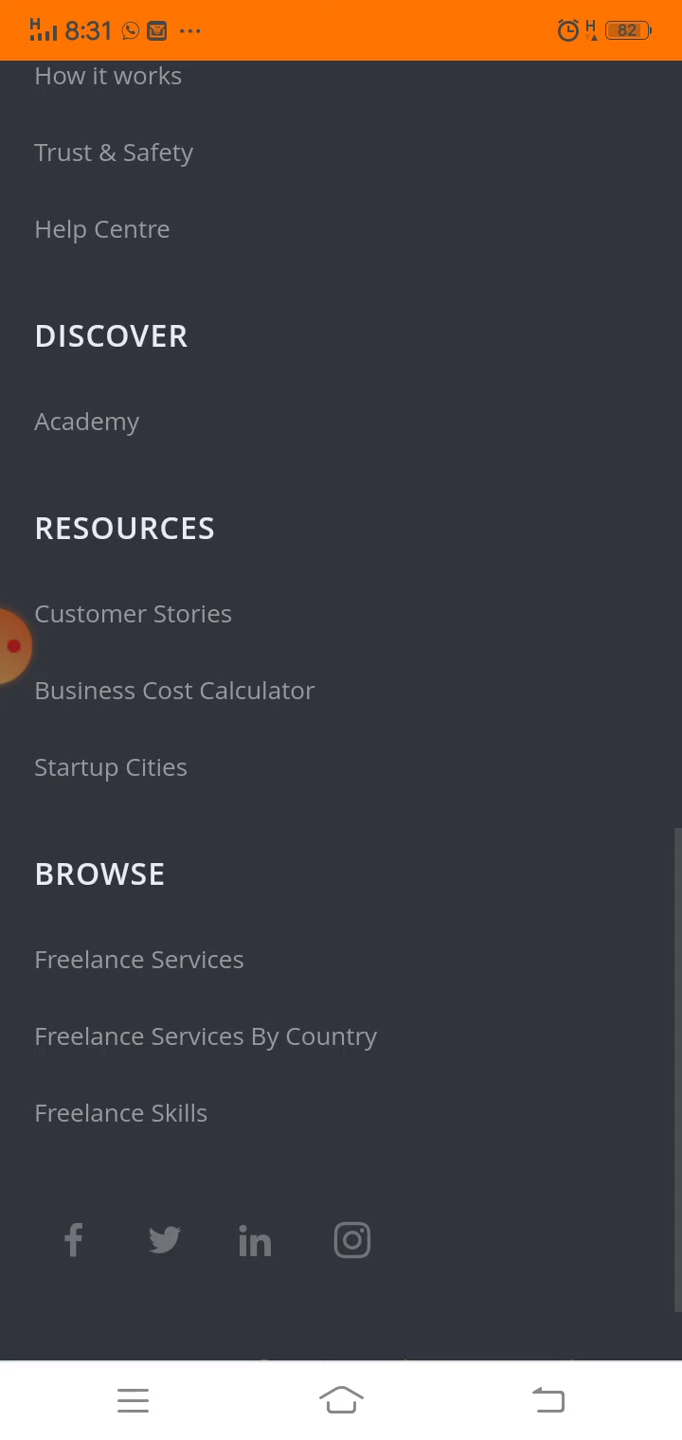 H 8:31 H 82
How it works
Trust & Safety
Help Centre
DISCOVER
Academy
RESOURCES
Customer Stories
Business Cost Calculator
Startup Cities
BROWSE
Freelance Services
Freelance Services By Country
Freelance Skills